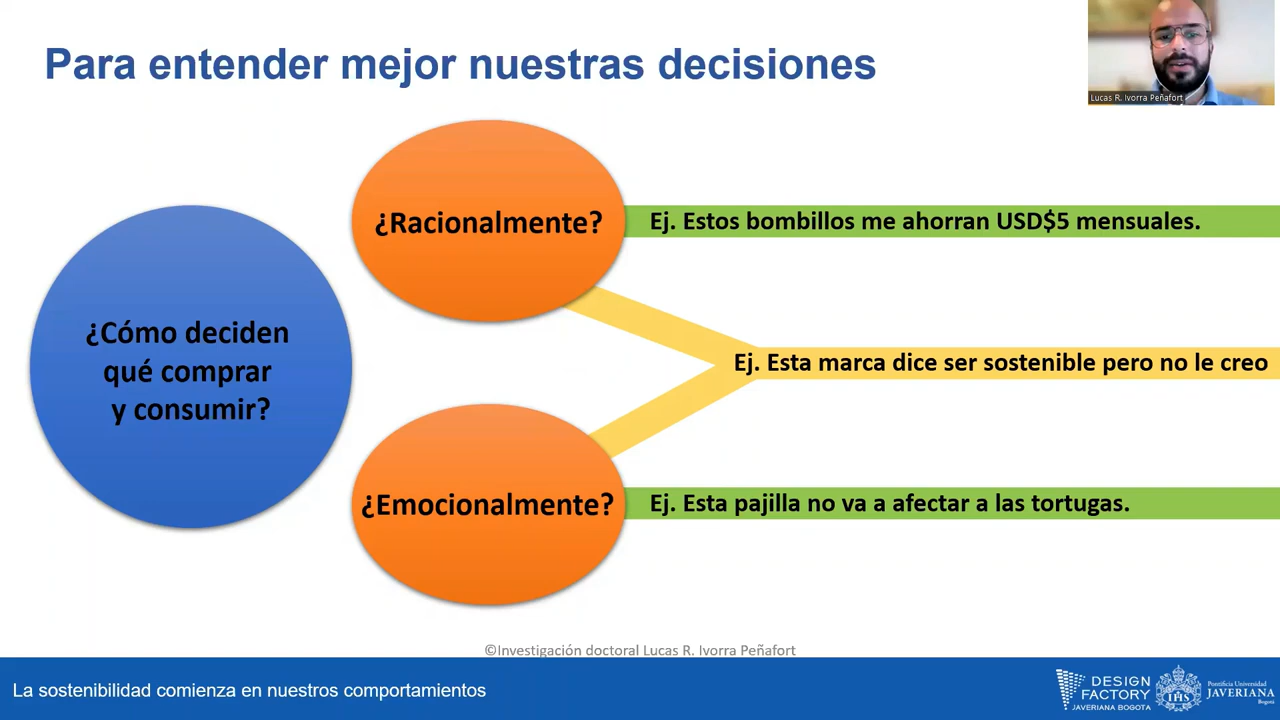 Para entender mejor nuestras decisiones
Lucas R. Ivorra Peñafort
¿Racionalmente?
Ej. Estos bombillos me ahorran USD$5 mensuales.
¿Cómo deciden
qué comprar
y consumir?
Ej. Esta marca dice ser sostenible pero no le creo
¿Emocionalmente?
Ej. Esta pajilla no va a afectar a las tortugas.
©Investigación doctoral Lucas R. Ivorra Peñafort
La sostenibilidad comienza en nuestros comportamientos
DESIGN
FACTORY
JAVERIANA BOGOTA
IHS
Pontificia Universidad
JAVERIANA
Bogotá